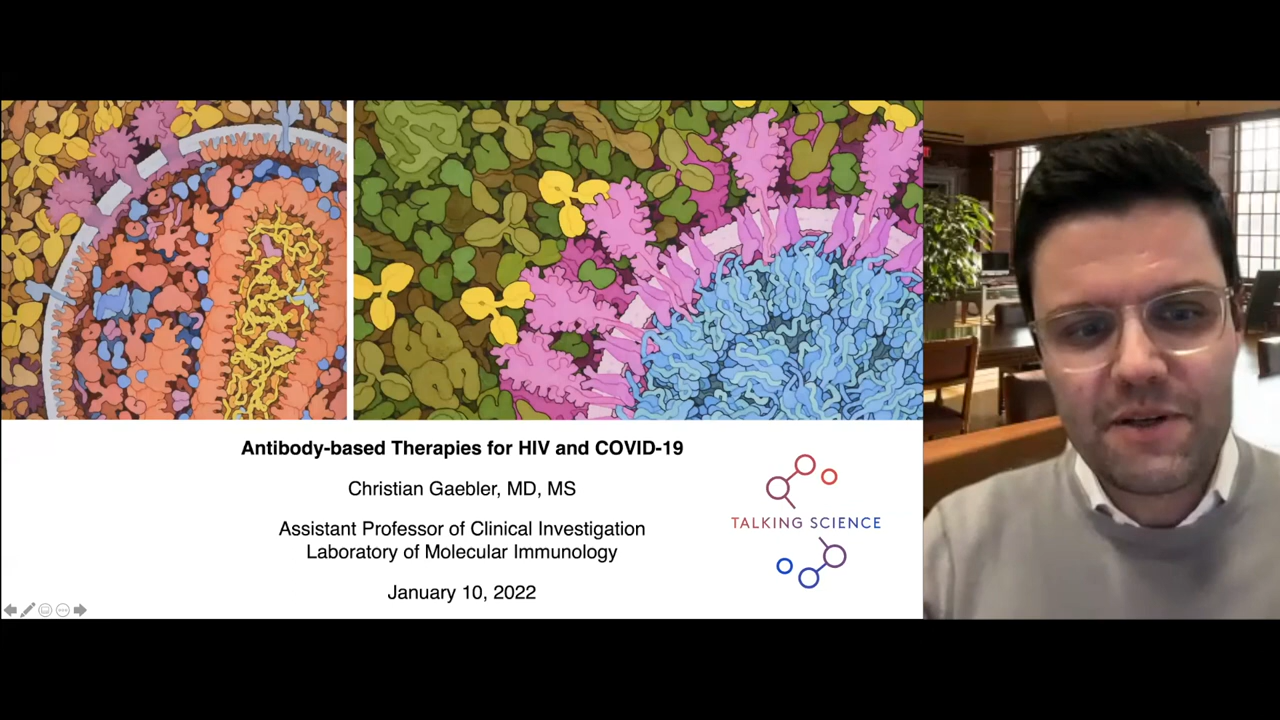 Antibody-based Therapies for HIV and COVID-19
Christian Gaebler, MD, MS
Assistant Professor of Clinical Investigation
Laboratory of Molecular Immunology
January 10, 2022
TALKING SCIENCE